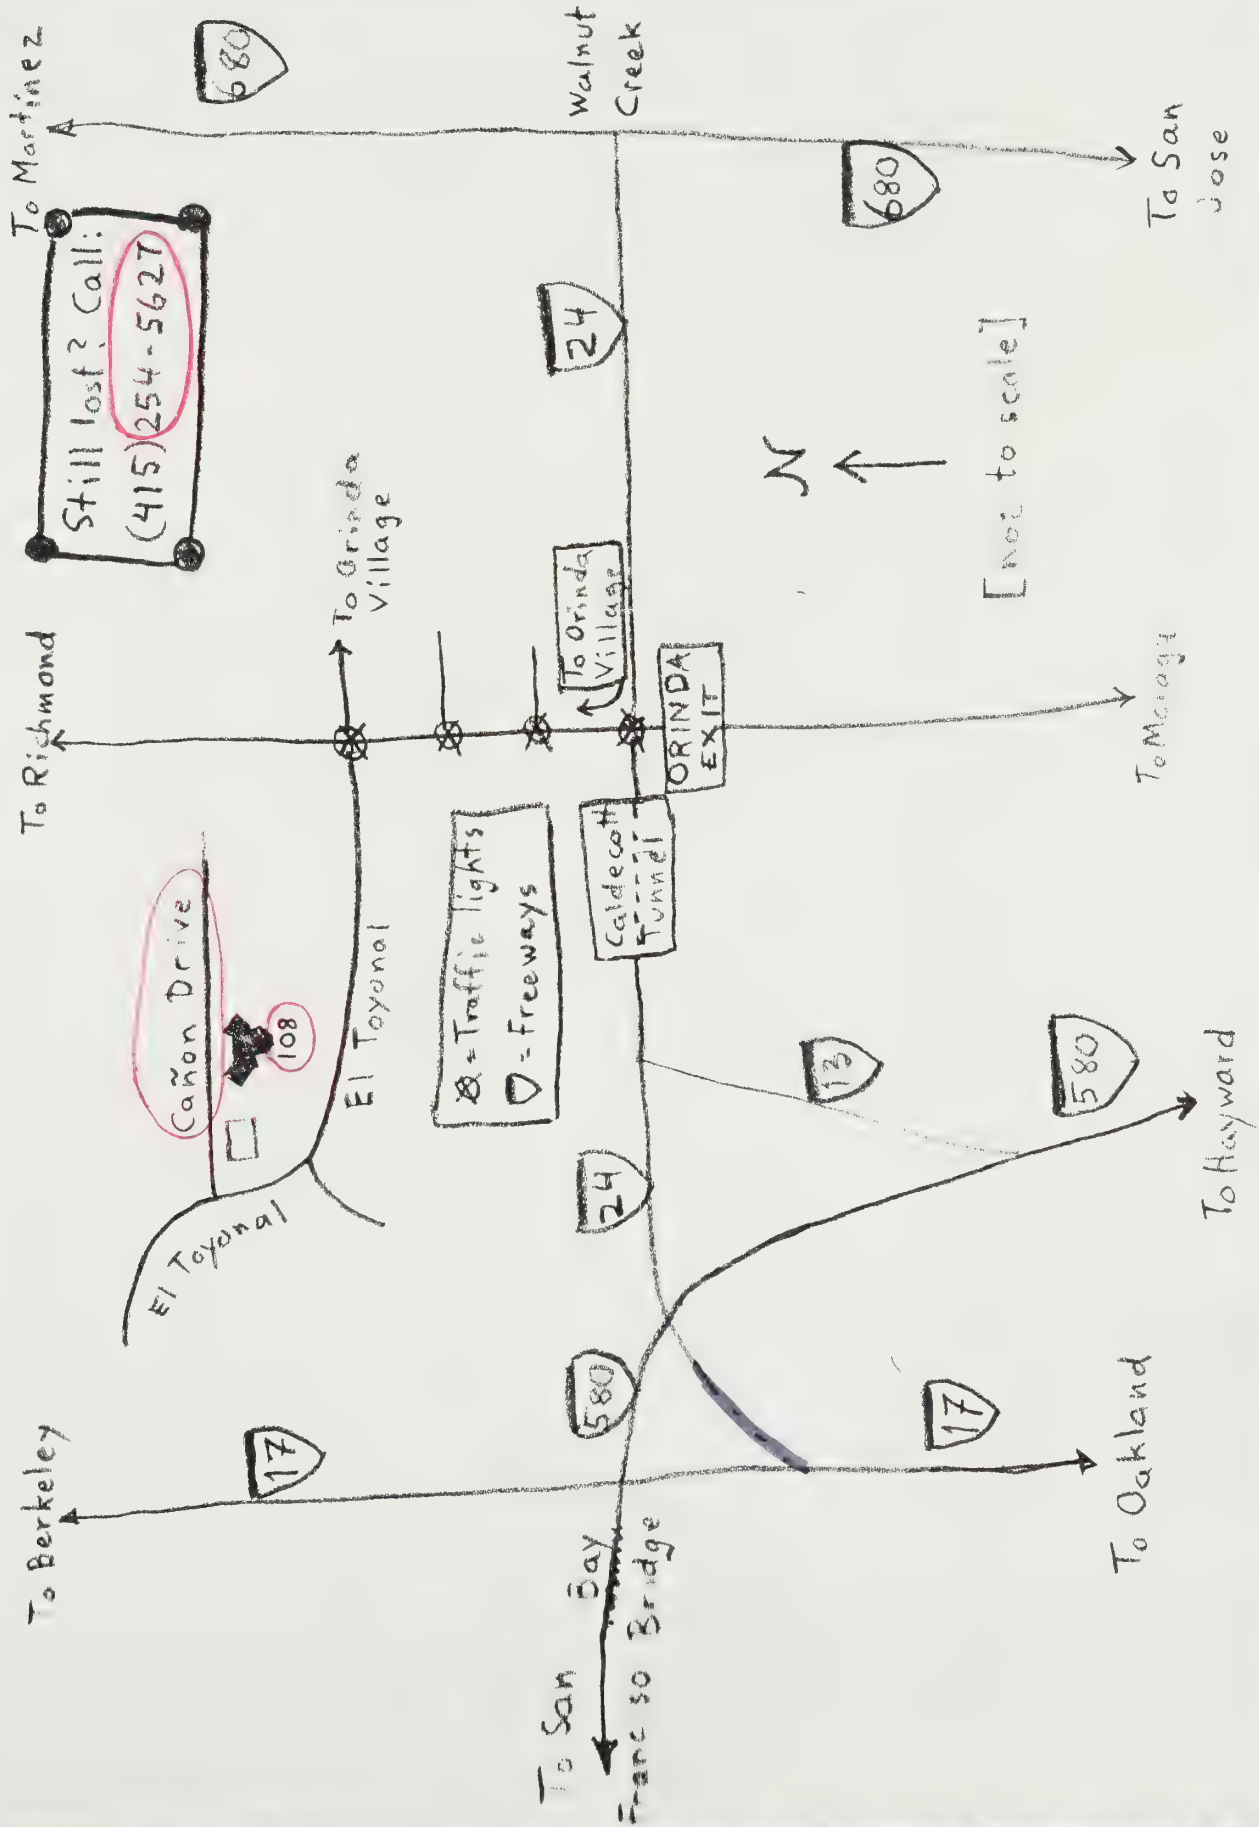 To Berkeley
To Richmond
To Martinez
Still lost? Call:
(415) 254-5627
Cañon Drive
108
El Toyonal
El Toyonal
To Orinda
Village
17
680
= Traffic lights
= Freeways
To Orinda
Village
24
Walnut
Creek
To San
Francisco
Bay
Bridge
580
24
Caldecott
Tunnel
ORINDA
EXIT
N
13
680
17
580
[not to scale]
To Oakland
To Hayward
To Moraga
To San
Jose